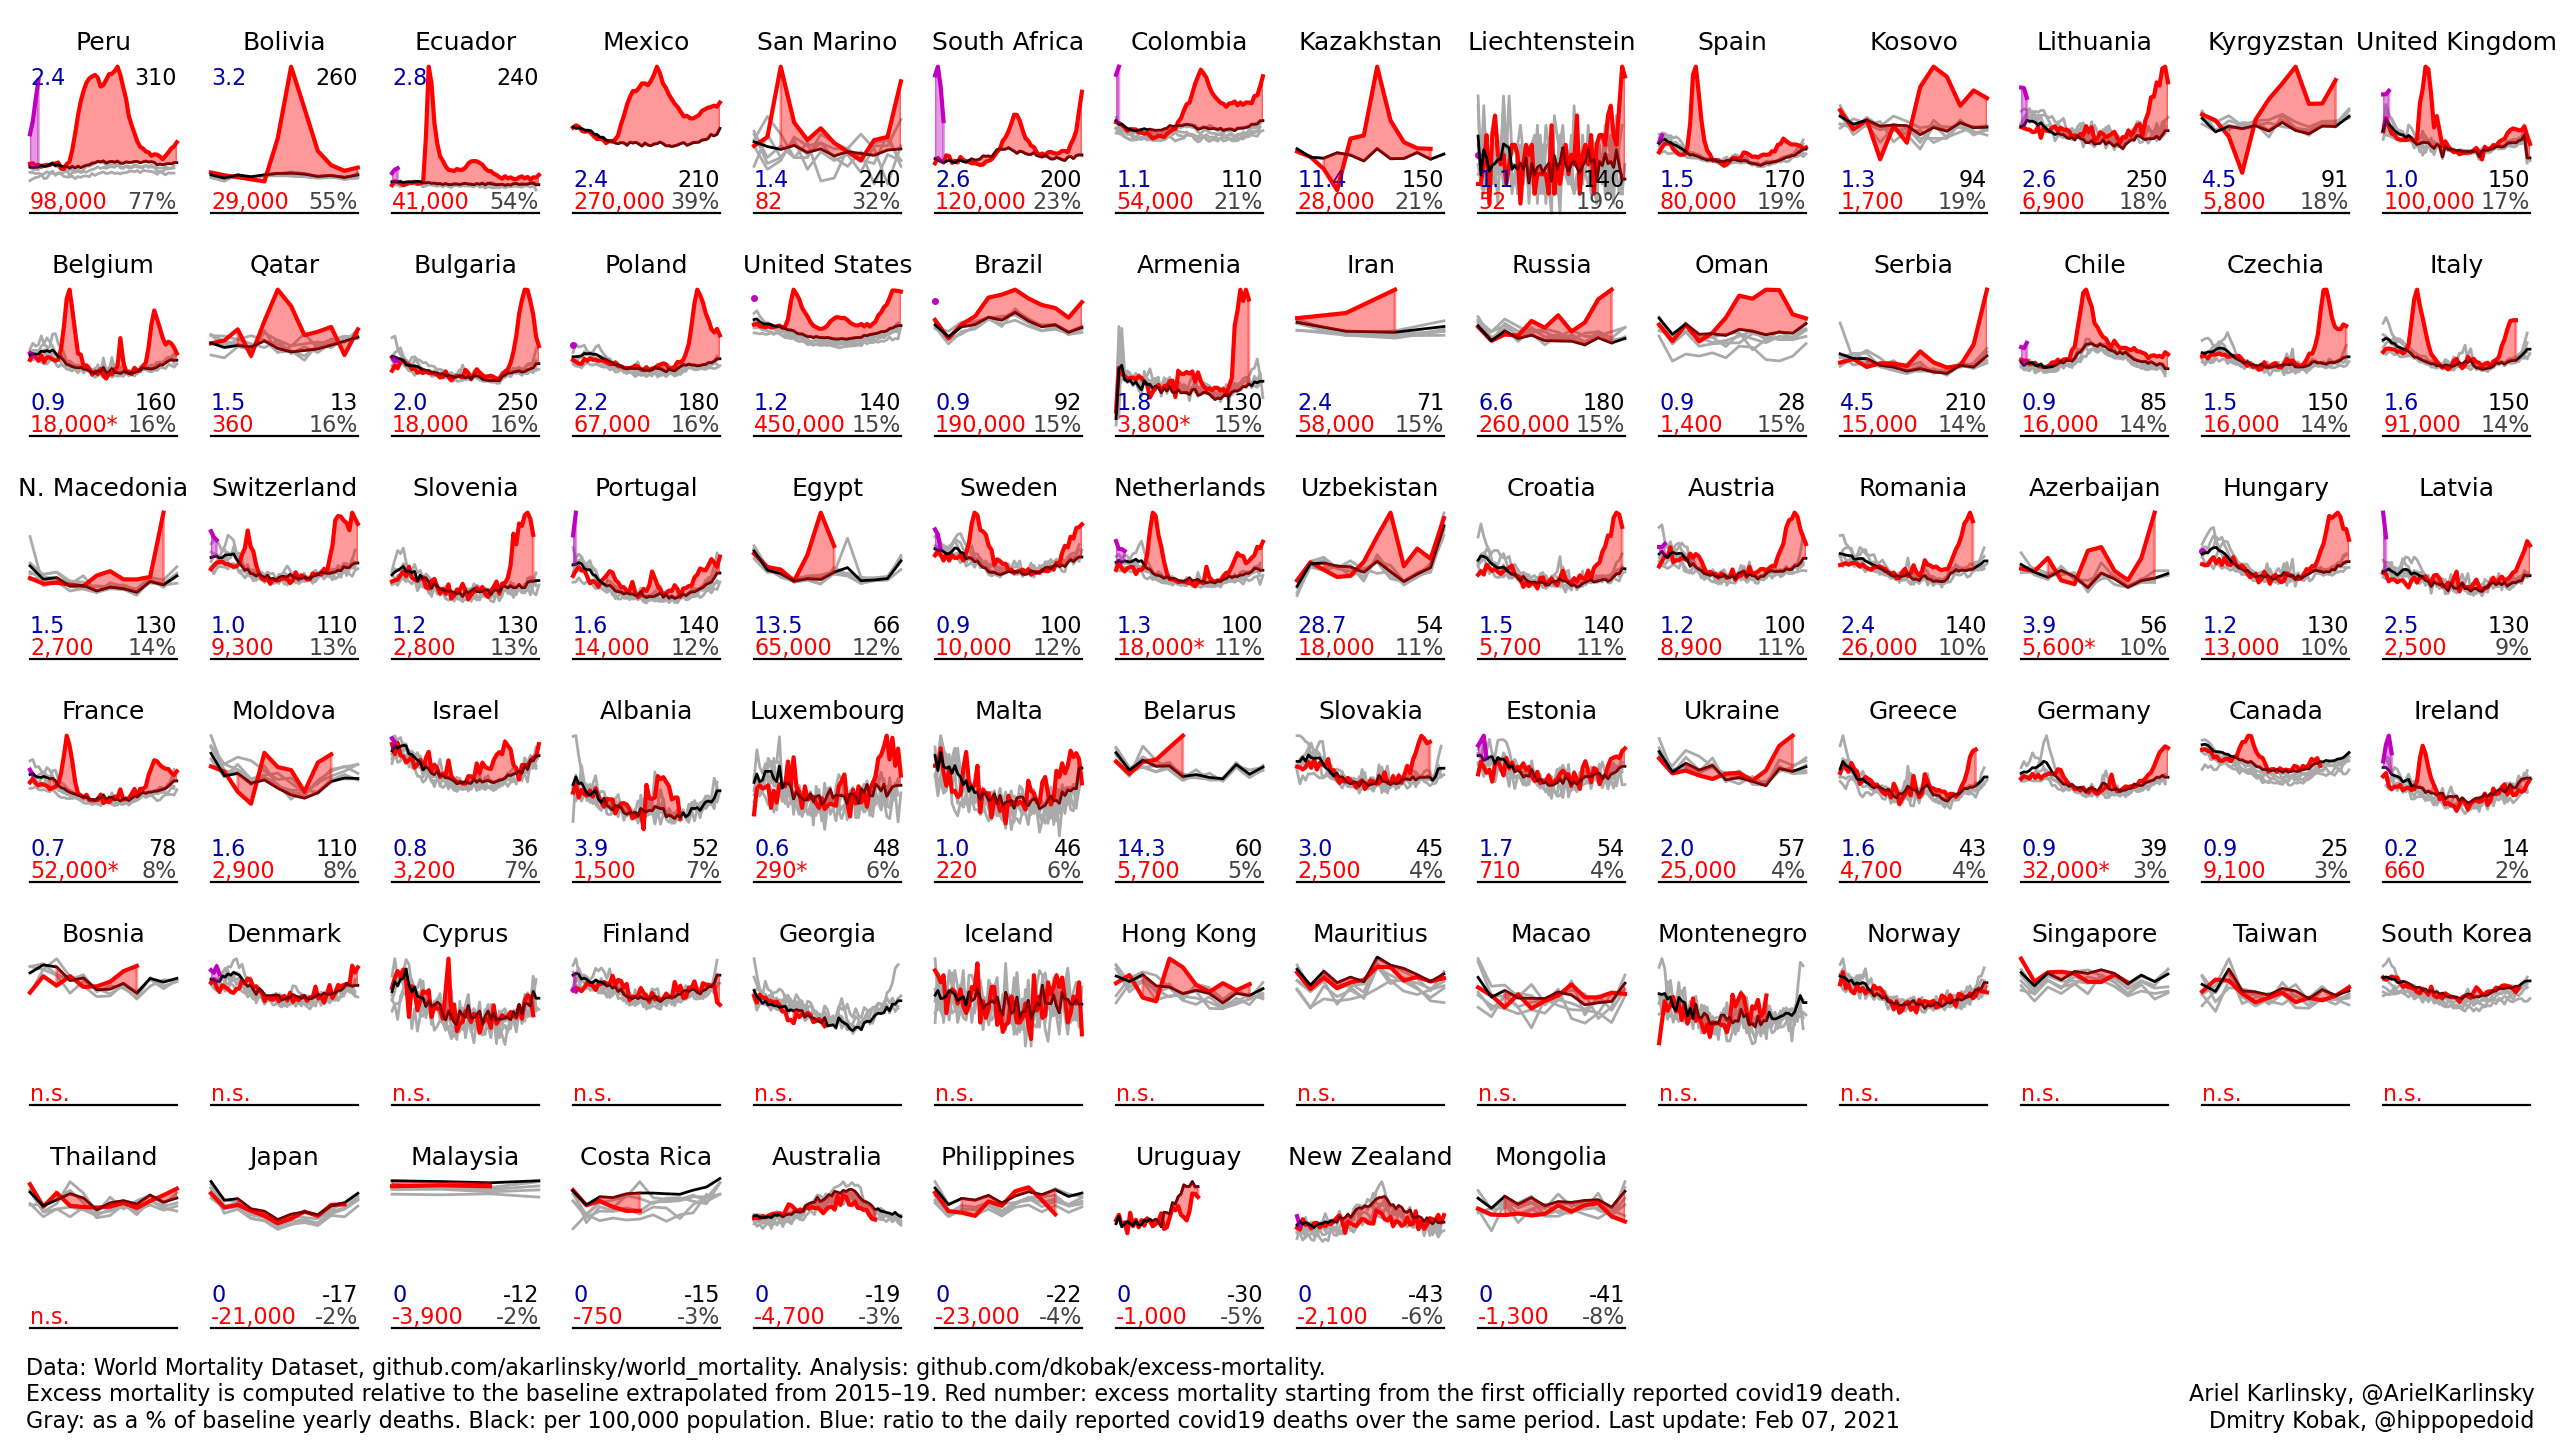 Peru Bolivia Ecuador Mexico San Marino South Africa Colombia Kazakhstan Liechtenstein Spain Kosovo Lithuania Kyrgyzstan United Kingdom
2.4 310 3.2 260 2.8 240
2.4 210 1.4 240 2.6 200 1.1 110 11.4 150 1.1 140 1.5 170 1.3 94 2.6 250 4.5 91 1.0 150
98,000 77% 29,000 55% 41,000 54% 270,000 39% 82 32% 120,000 23% 54,000 21% 28,000 21% 52 19% 80,000 19% 1,700 19% 6,900 18% 5,800 18% 100,000 17%
Belgium Qatar Bulgaria Poland United States Brazil Armenia Iran Russia Oman Serbia Chile Czechia Italy
0.9 160 1.5 13 2.0 250 2.2 180 1.2 140 0.9 92 1.8 130 2.4 71 6.6 180 0.9 28 4.5 210 0.9 85 1.5 150 1.6 150
18,000* 16% 360 16% 18,000 16% 67,000 16% 450,000 15% 190,000 15% 3,800* 15% 58,000 15% 260,000 15% 1,400 15% 15,000 14% 16,000 14% 16,000 14% 91,000 14%
N. Macedonia Switzerland Slovenia Portugal Egypt Sweden Netherlands Uzbekistan Croatia Austria Romania Azerbaijan Hungary Latvia
1.5 130 1.0 110 1.2 130 1.6 140 13.5 66 0.9 100 1.3 100 28.7 54 1.5 140 1.2 100 2.4 140 3.9 56 1.2 130 2.5 130
2,700 14% 9,300 13% 2,800 13% 14,000 12% 65,000 12% 10,000 12% 18,000* 11% 18,000 11% 5,700 11% 8,900 11% 26,000 10% 5,600* 10% 13,000 10% 2,500 9%
France Moldova Israel Albania Luxembourg Malta Belarus Slovakia Estonia Ukraine Greece Germany Canada Ireland
0.7 78 1.6 110 0.8 36 3.9 52 0.6 48 1.0 46 14.3 60 3.0 45 1.7 54 2.0 57 1.6 43 0.9 39 0.9 25 0.2 14
52,000* 8% 2,900 8% 3,200 7% 1,500 7% 290* 6% 220 6% 5,700 5% 2,500 4% 710 4% 25,000 4% 4,700 4% 32,000* 3% 9,100 3% 660 2%
Bosnia Denmark Cyprus Finland Georgia Iceland Hong Kong Mauritius Macao Montenegro Norway Singapore Taiwan South Korea
n.s. n.s. n.s. n.s. n.s. n.s. n.s. n.s. n.s. n.s. n.s. n.s. n.s. n.s.
Thailand Japan Malaysia Costa Rica Australia Philippines Uruguay New Zealand Mongolia
0 -17 0 -12 0 -15 0 -19 0 -22 0 -30 0 -43 0 -41
n.s. -21,000 -2% -3,900 -2% -750 -3% -4,700 -3% -23,000 -4% -1,000 -5% -2,100 -6% -1,300 -8%
Data: World Mortality Dataset, github.com/akarlinsky/world_mortality. Analysis: github.com/dkobak/excess-mortality.
Excess mortality is computed relative to the baseline extrapolated from 2015–19. Red number: excess mortality starting from the first officially reported covid19 death.
Gray: as a % of baseline yearly deaths. Black: per 100,000 population. Blue: ratio to the daily reported covid19 deaths over the same period. Last update: Feb 07, 2021
Ariel Karlinsky, @ArielKarlinsky
Dmitry Kobak, @hippopedoid